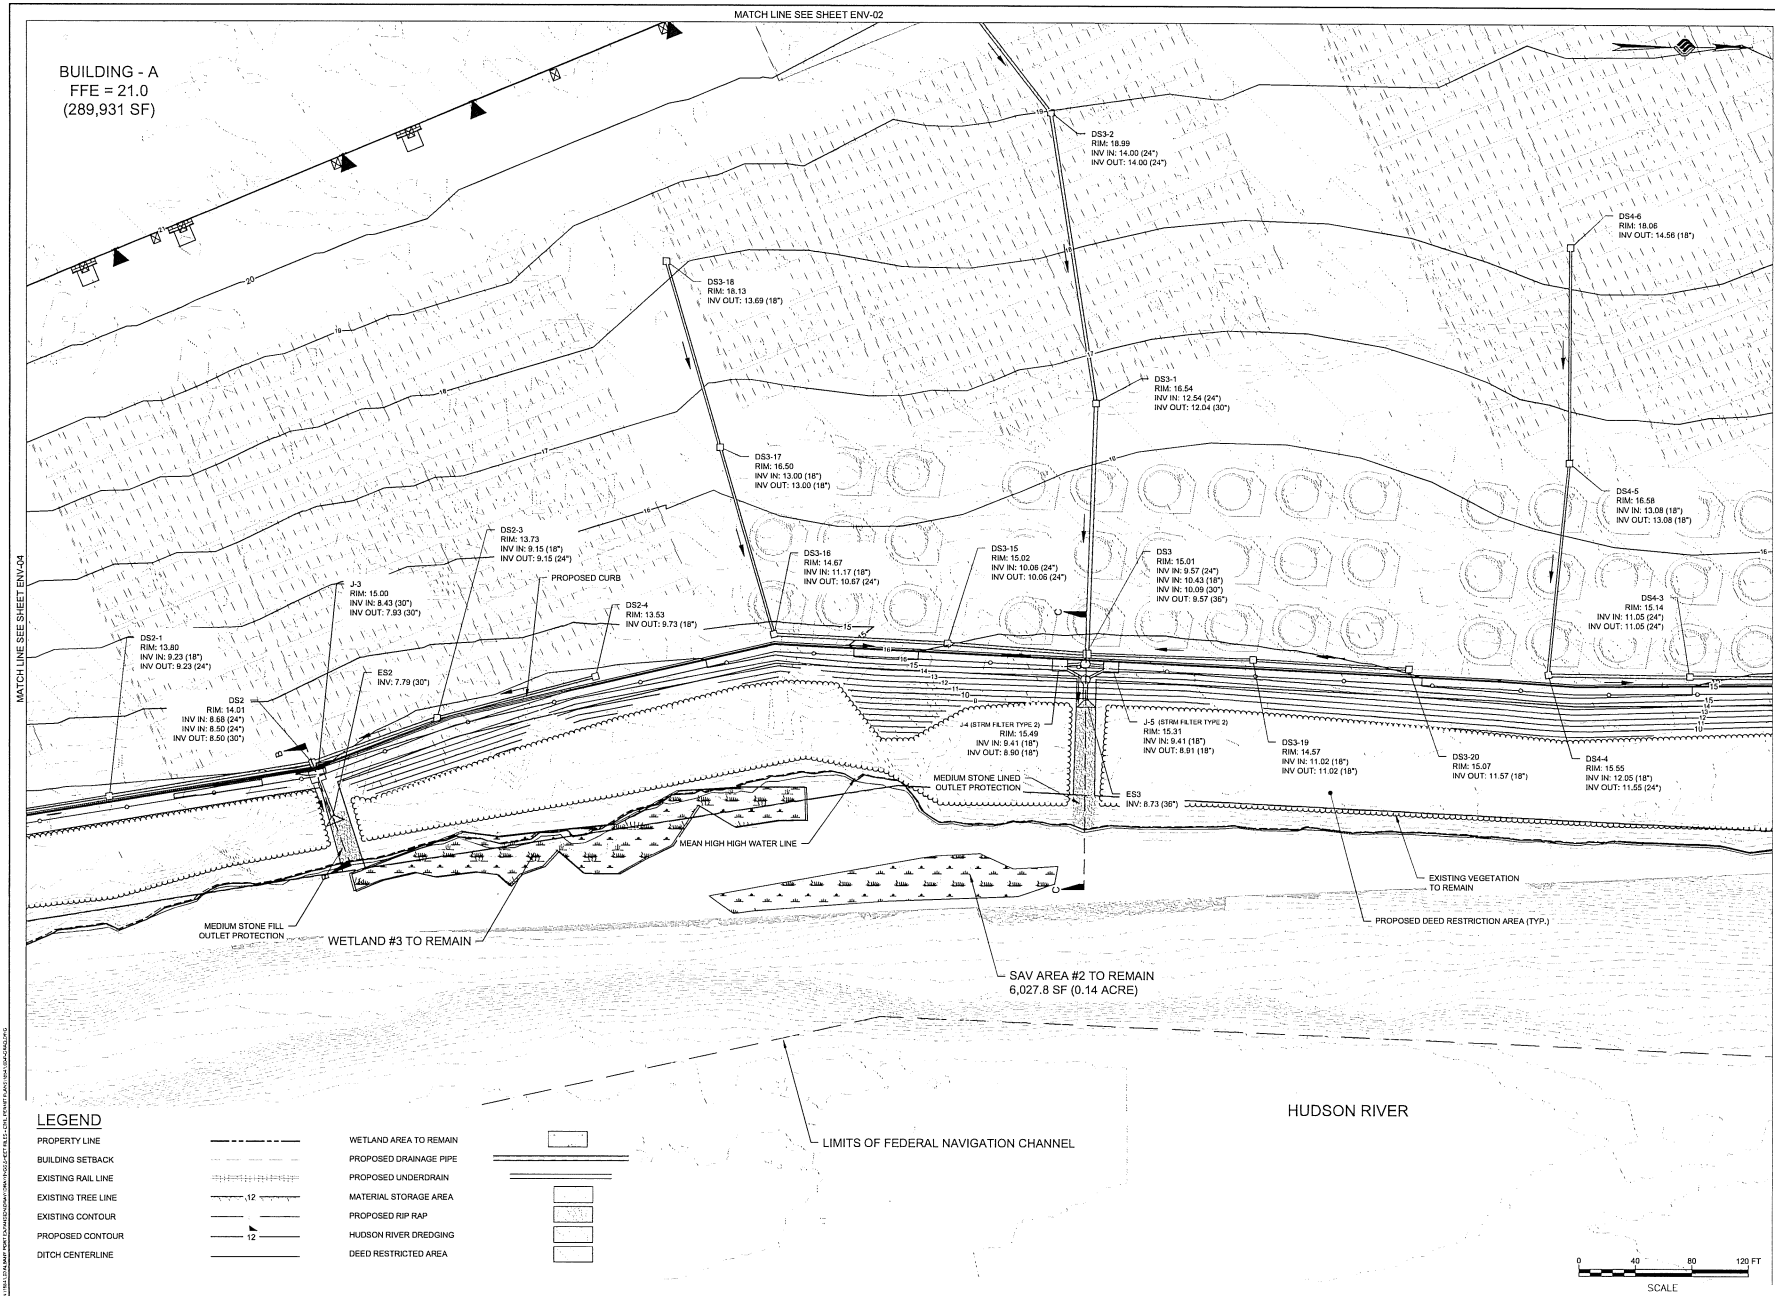 MATCH LINE SEE SHEET ENV-02
BUILDING - A
FFE = 21.0
(289,931 SF)
DS3-2
RIM: 18.99
INV IN: 14.00 (24")
INV OUT: 14.00 (24")
DS4-6
RIM: 18.06
INV OUT: 14.56 (18")
DS3-18
RIM: 18.13
INV OUT: 13.69 (18")
DS3-1
RIM: 16.54
INV IN: 12.54 (24")
INV OUT: 12.04 (30")
DS3-17
RIM: 16.50
INV IN: 13.00 (18")
INV OUT: 13.00 (18")
DS4-5
RIM: 16.58
INV IN: 13.08 (18")
INV OUT: 13.08 (18")
MATCH LINE SEE SHEET ENV-04
DS2-3
RIM: 13.73
INV IN: 9.15 (18")
INV OUT: 9.15 (24")
PROPOSED CURB
J-3
RIM: 15.00
INV IN: 8.43 (30")
INV OUT: 7.93 (30")
DS3-16
RIM: 14.67
INV IN: 11.17 (18")
INV OUT: 10.67 (24")
DS3-15
RIM: 15.02
INV IN: 10.06 (24")
INV OUT: 10.06 (24")
DS3
RIM: 15.01
INV IN: 9.57 (24")
INV IN: 10.43 (18")
INV IN: 10.09 (30")
INV OUT: 9.57 (36")
DS4-3
RIM: 15.14
INV IN: 11.05 (24")
INV OUT: 11.05 (24")
DS2-4
RIM: 13.53
INV OUT: 9.73 (18")
DS2-1
RIM: 13.80
INV IN: 9.23 (18")
INV OUT: 9.23 (24")
ES2
INV: 7.79 (30")
DS2
RIM: 14.01
INV IN: 8.68 (24")
INV IN: 8.50 (24")
INV OUT: 8.50 (30")
J-4 (STRM FILTER TYPE 2)
RIM: 15.49
INV IN: 9.41 (18")
INV OUT: 8.90 (18")
J-5 (STRM FILTER TYPE 2)
RIM: 15.31
INV IN: 9.41 (18")
INV OUT: 8.91 (18")
DS3-19
RIM: 14.57
INV IN: 11.02 (18")
INV OUT: 11.02 (18")
DS3-20
RIM: 15.07
INV OUT: 11.57 (18")
DS4-4
RIM: 15.55
INV IN: 12.05 (18")
INV OUT: 11.55 (24")
MEDIUM STONE LINED
OUTLET PROTECTION
ES3
INV: 8.73 (36")
MEAN HIGH HIGH WATER LINE
EXISTING VEGETATION
TO REMAIN
PROPOSED DEED RESTRICTION AREA (TYP.)
MEDIUM STONE FILL
OUTLET PROTECTION
WETLAND #3 TO REMAIN
SAV AREA #2 TO REMAIN
6,027.8 SF (0.14 ACRE)
LIMITS OF FEDERAL NAVIGATION CHANNEL
HUDSON RIVER
LEGEND
PROPERTY LINE
BUILDING SETBACK
EXISTING RAIL LINE
EXISTING TREE LINE
EXISTING CONTOUR
PROPOSED CONTOUR
DITCH CENTERLINE
12
12
WETLAND AREA TO REMAIN
PROPOSED DRAINAGE PIPE
PROPOSED UNDERDRAIN
MATERIAL STORAGE AREA
PROPOSED RIP RAP
HUDSON RIVER DREDGING
DEED RESTRICTED AREA
0 40 80 120 FT
SCALE